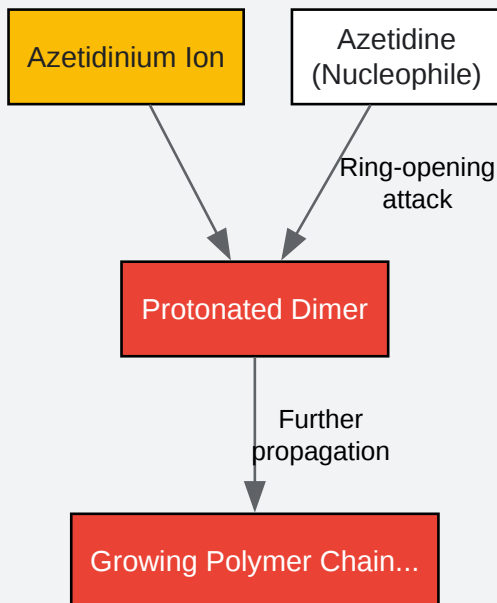 Azetidinium Ion
Azetidine
(Nucleophile)
Ring-opening
attack
Protonated Dimer
Further
propagation
Growing Polymer Chain...